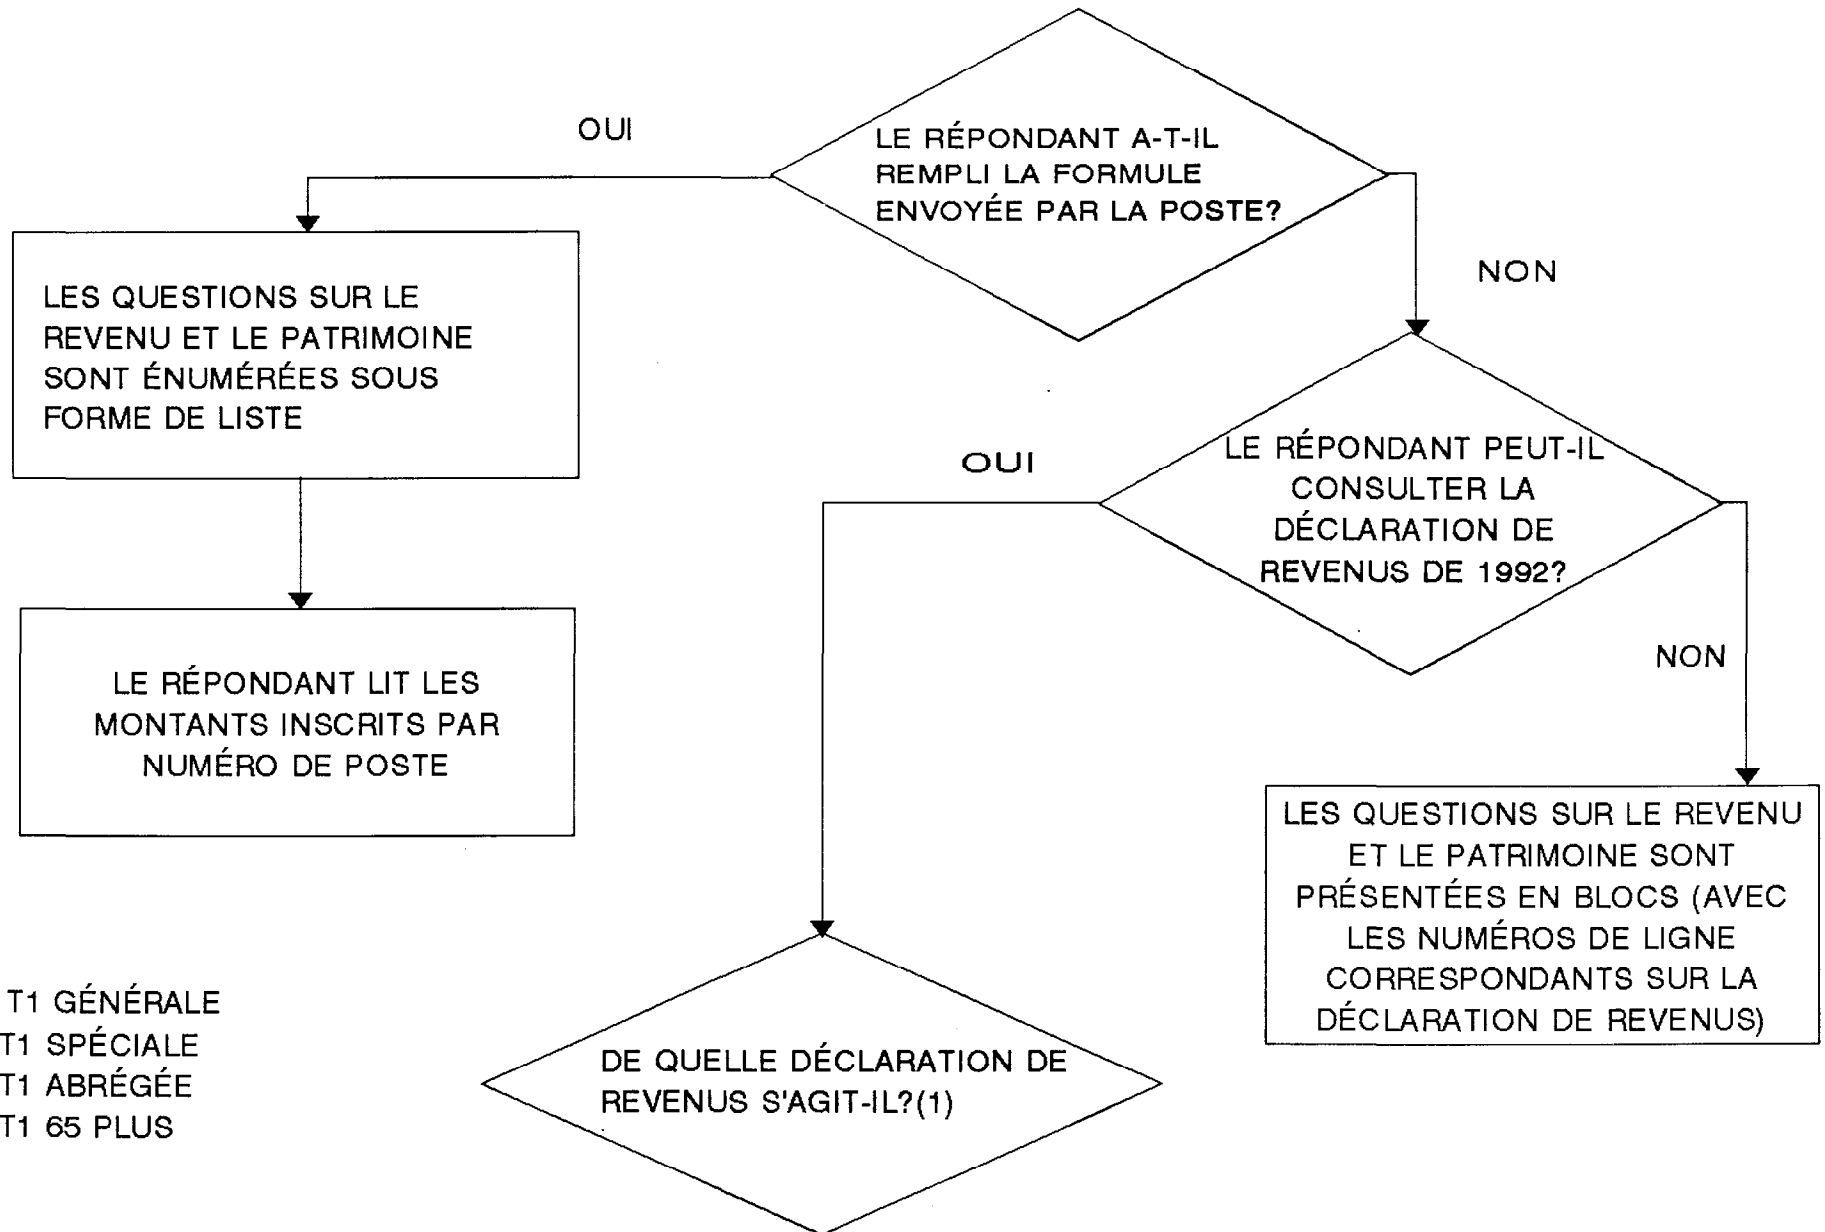 OUI
LE RÉPONDANT A-T-IL
REMPLI LA FORMULE
ENVOYÉE PAR LA POSTE?
NON
LES QUESTIONS SUR LE
REVENU ET LE PATRIMOINE
SONT ÉNUMÉRÉES SOUS
FORME DE LISTE
OUI
LE RÉPONDANT PEUT-IL
CONSULTER LA
DÉCLARATION DE
REVENUS DE 1992?
NON
LE RÉPONDANT LIT LES
MONTANTS INSCRITS PAR
NUMÉRO DE POSTE
LES QUESTIONS SUR LE REVENU
ET LE PATRIMOINE SONT
PRÉSENTÉES EN BLOCS (AVEC
LES NUMÉROS DE LIGNE
CORRESPONDANTS SUR LA
DÉCLARATION DE REVENUS)
T1 GÉNÉRALE
T1 SPÉCIALE
T1 ABRÉGÉE
T1 65 PLUS
DE QUELLE DÉCLARATION DE
REVENUS S'AGIT-IL?(1)